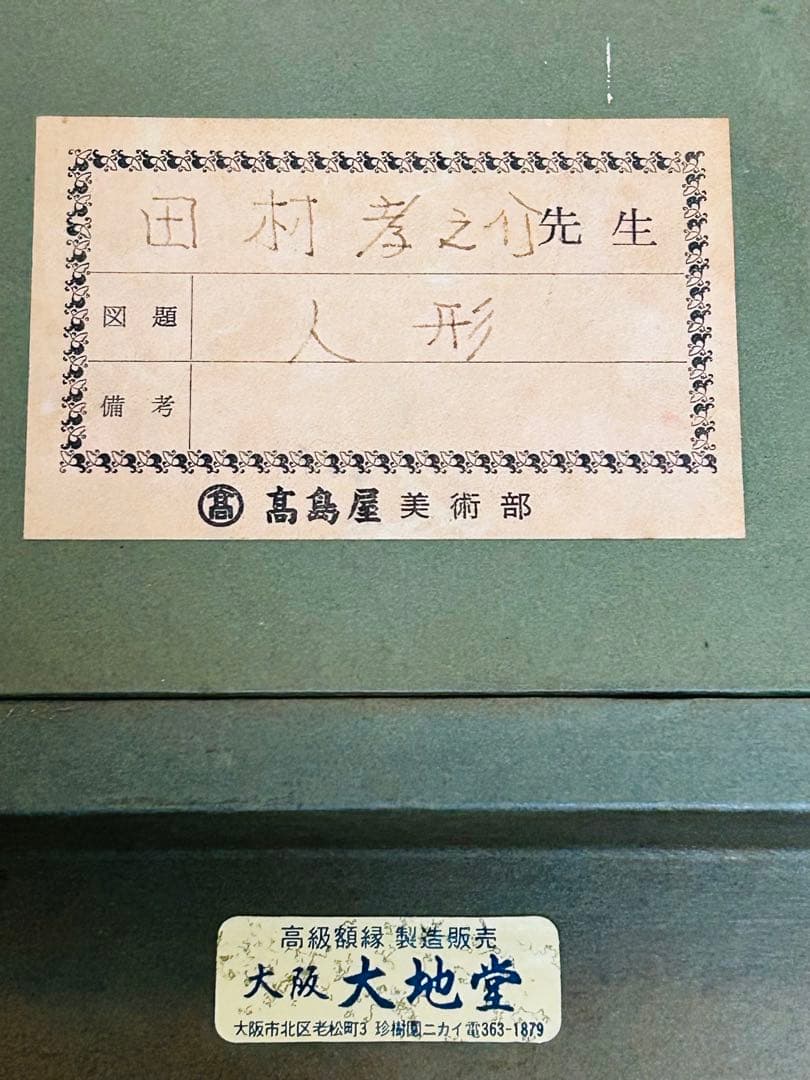 田村孝之介先生
図題 人形
備考
髙 髙島屋美術部
高級額縁 製造販売
大阪 大地堂
大阪市北区老松町3 珍樹園二カイ電363-1879